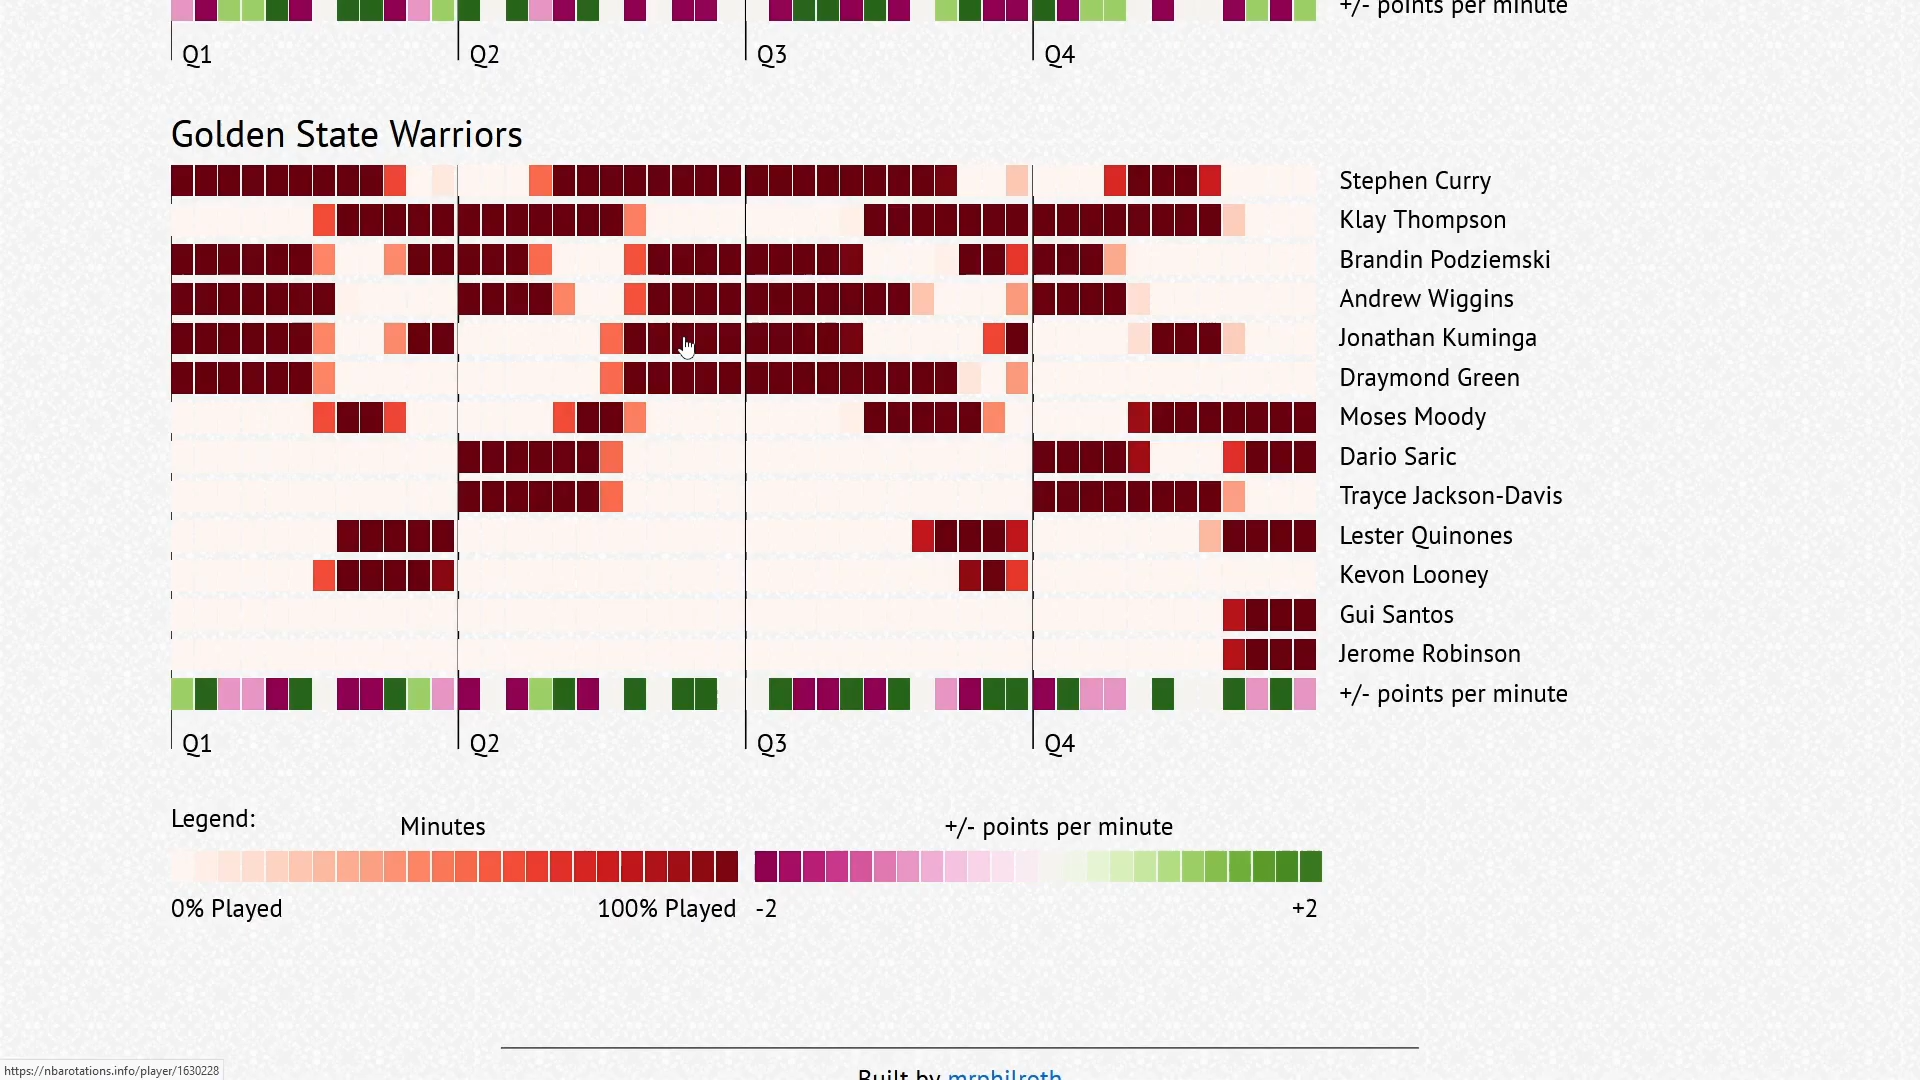 +/- points per minute
Q1 Q2 Q3 Q4
Golden State Warriors
Stephen Curry
Klay Thompson
Brandin Podziemski
Andrew Wiggins
Jonathan Kuminga
Draymond Green
Moses Moody
Dario Saric
Trayce Jackson-Davis
Lester Quinones
Kevon Looney
Gui Santos
Jerome Robinson
+/- points per minute
Q1 Q2 Q3 Q4
Legend:
Minutes +/- points per minute
0% Played 100% Played -2 +2
Built by mrphilroth
https://nbarotations.info/player/1630228